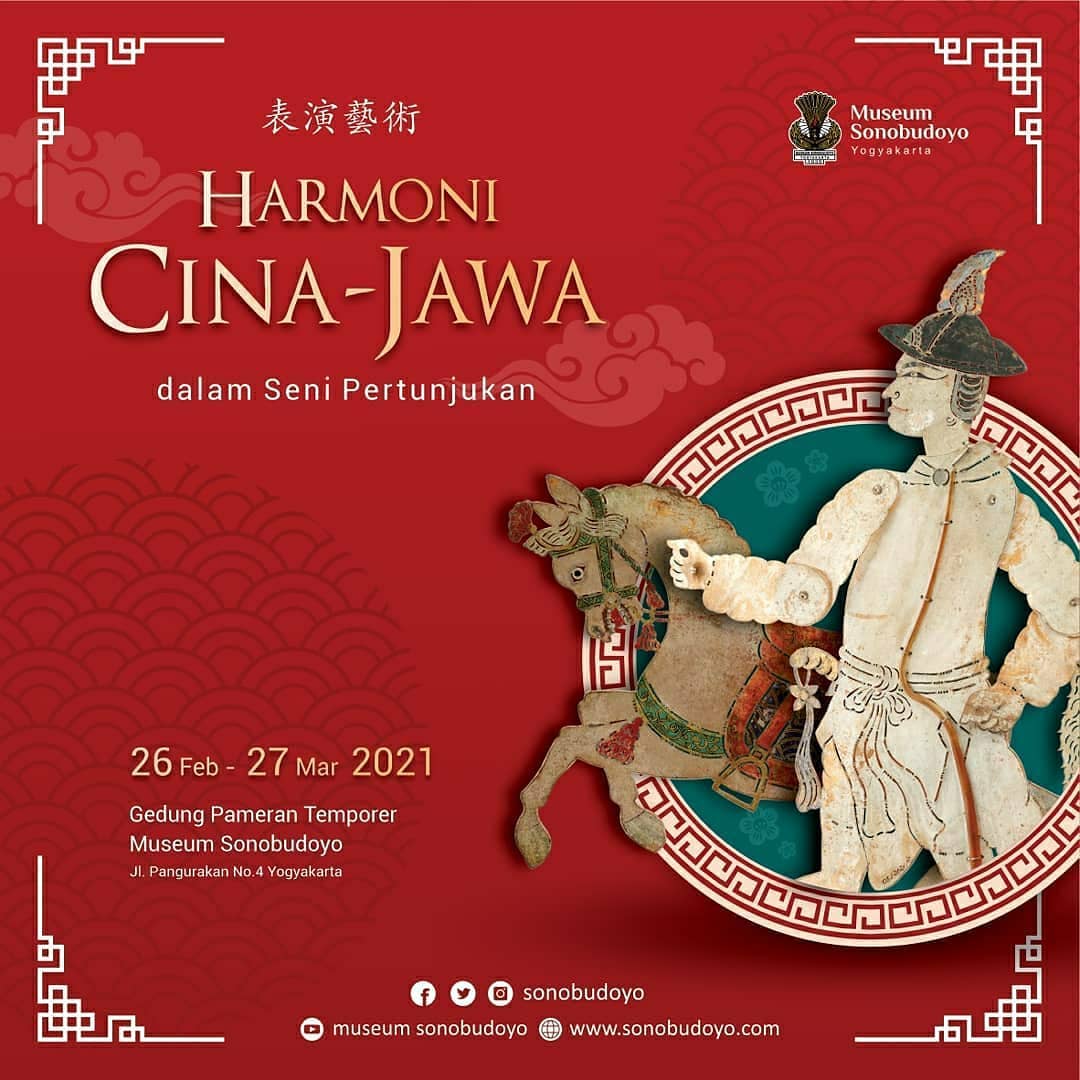 表演藝術
HARMONI
CINA-JAWA
dalam Seni Pertunjukan
Museum
Sonobudoyo
Yogyakarta
26 Feb - 27 Mar 2021
Gedung Pameran Temporer
Museum Sonobudoyo
Jl. Pangurakan No.4 Yogyakarta
sonobudoyo
museum sonobudoyo www.sonobudoyo.com